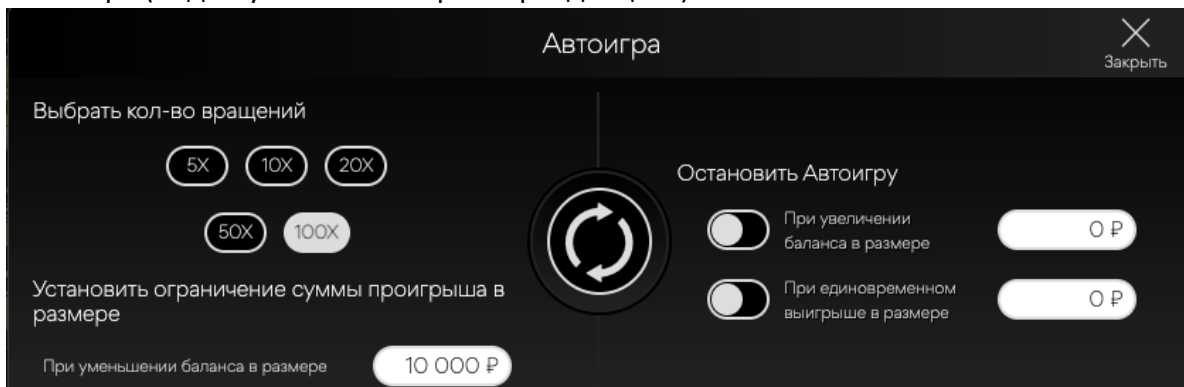 Автоигра
Закрыть
Выбрать кол-во вращений
5X 10X 20X
50X 100X
Установить ограничение суммы проигрыша в
размере
При уменьшении баланса в размере 10 000 ₽
Остановить Автоигру
При увеличении
баланса в размере 0 ₽
При единовременном
выигрыше в размере 0 ₽